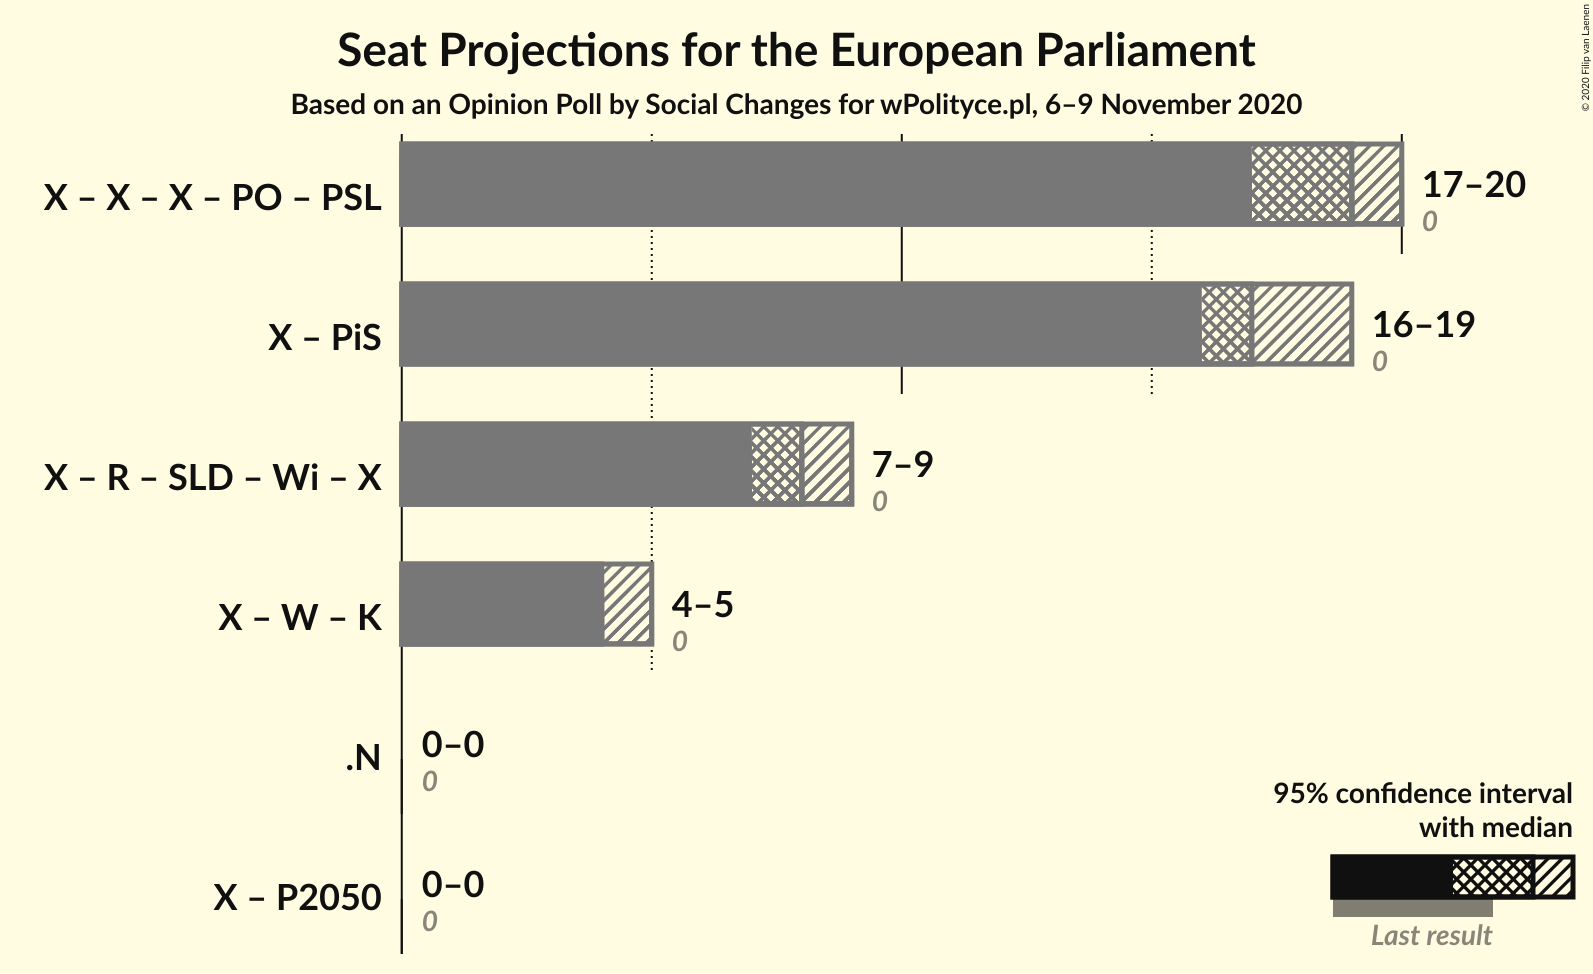 Seat Projections for the European Parliament
Based on an Opinion Poll by Social Changes for wPolityce.pl, 6–9 November 2020
© 2020 Filip van Laenen
X – X – X – PO – PSL
17–20
0
X – PiS
16–19
0
X – R – SLD – Wi – X
7–9
0
X – W – K
4–5
0
.N
0–0
0
X – P2050
0–0
0
95% confidence interval
with median
Last result